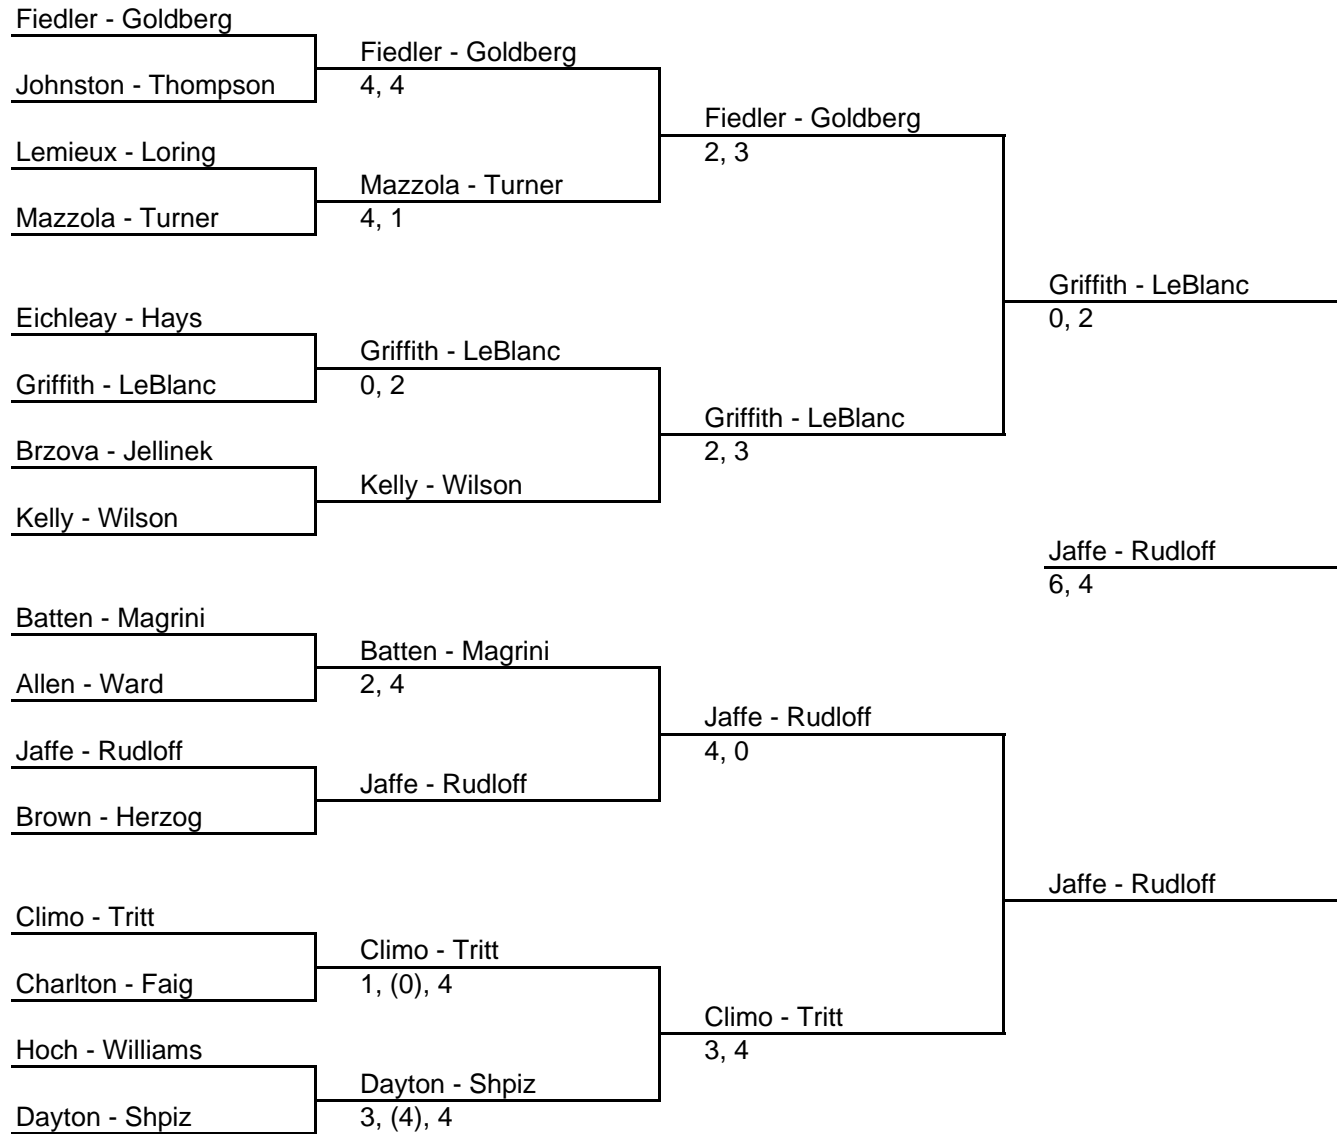 Fiedler - Goldberg
Fiedler - Goldberg
Johnston - Thompson
4, 4
Fiedler - Goldberg
Lemieux - Loring
2, 3
Mazzola - Turner
Mazzola - Turner
4, 1
Griffith - LeBlanc
Eichleay - Hays
0, 2
Griffith - LeBlanc
Griffith - LeBlanc
0, 2
Griffith - LeBlanc
Brzova - Jellinek
2, 3
Kelly - Wilson
Kelly - Wilson
Jaffe - Rudloff
6, 4
Batten - Magrini
Batten - Magrini
Allen - Ward
2, 4
Jaffe - Rudloff
Jaffe - Rudloff
4, 0
Jaffe - Rudloff
Brown - Herzog
Jaffe - Rudloff
Climo - Tritt
Climo - Tritt
Charlton - Faig
1, (0), 4
Climo - Tritt
Hoch - Williams
3, 4
Dayton - Shpiz
Dayton - Shpiz
3, (4), 4